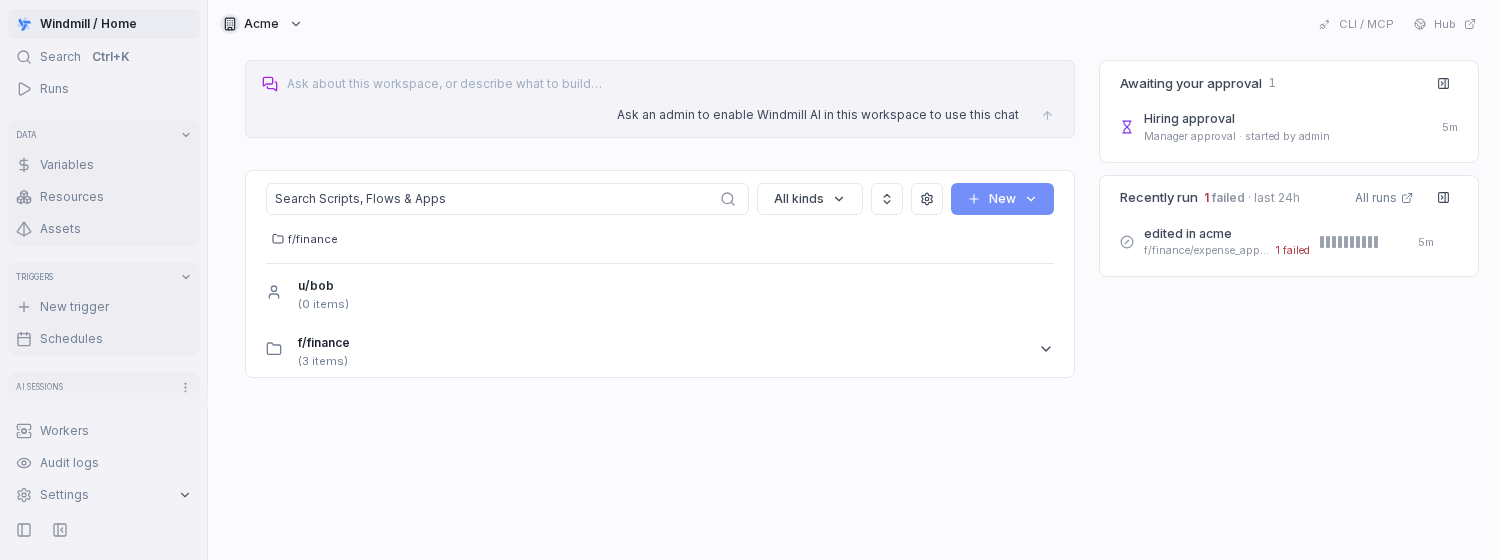 Windmill / Home
Search Ctrl+K
Runs
DATA
Variables
Resources
Assets
TRIGGERS
New trigger
Schedules
AI SESSIONS
Workers
Audit logs
Settings
Acme
CLI / MCP
Hub
Ask about this workspace, or describe what to build…
Ask an admin to enable Windmill AI in this workspace to use this chat
Search Scripts, Flows & Apps
All kinds
New
f/finance
u/bob
(0 items)
f/finance
(3 items)
Awaiting your approval 1
Hiring approval
Manager approval · started by admin
5m
Recently run 1 failed · last 24h
All runs
edited in acme
f/finance/expense_app… 1 failed
5m